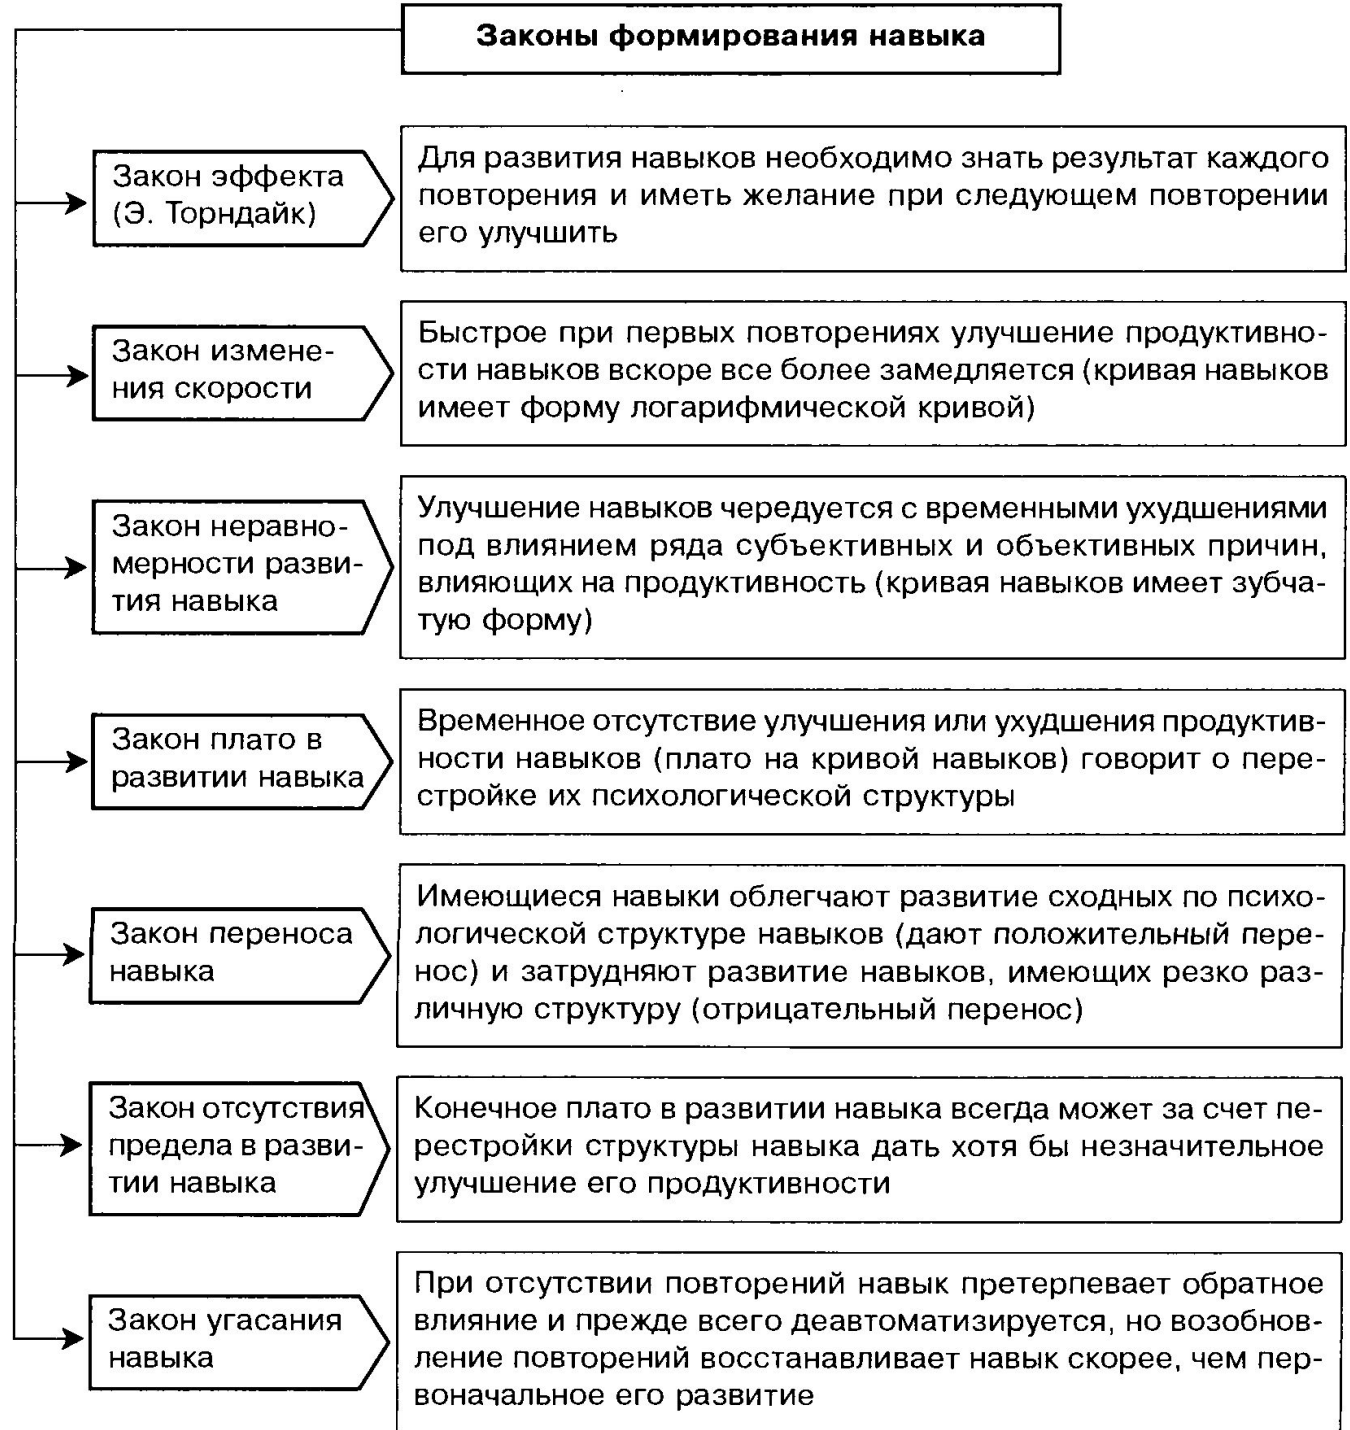 Законы формирования навыка
Закон эффекта
(Э. Торндайк)
Для развития навыков необходимо знать результат каждого
повторения и иметь желание при следующем повторении
его улучшить
Закон измене-
ния скорости
Быстрое при первых повторениях улучшение продуктивно-
сти навыков вскоре все более замедляется (кривая навыков
имеет форму логарифмической кривой)
Закон неравно-
мерности разви-
тия навыка
Улучшение навыков чередуется с временными ухудшениями
под влиянием ряда субъективных и объективных причин,
влияющих на продуктивность (кривая навыков имеет зубча-
тую форму)
Закон плато в
развитии навыка
Временное отсутствие улучшения или ухудшения продуктив-
ности навыков (плато на кривой навыков) говорит о пере-
стройке их психологической структуры
Закон переноса
навыка
Имеющиеся навыки облегчают развитие сходных по психо-
логической структуре навыков (дают положительный пере-
нос) и затрудняют развитие навыков, имеющих резко раз-
личную структуру (отрицательный перенос)
Закон отсутствия
предела в разви-
тии навыка
Конечное плато в развитии навыка всегда может за счет пе-
рестройки структуры навыка дать хотя бы незначительное
улучшение его продуктивности
Закон угасания
навыка
При отсутствии повторений навык претерпевает обратное
влияние и прежде всего деавтоматизируется, но возобнов-
ление повторений восстанавливает навык скорее, чем пер-
воначальное его развитие